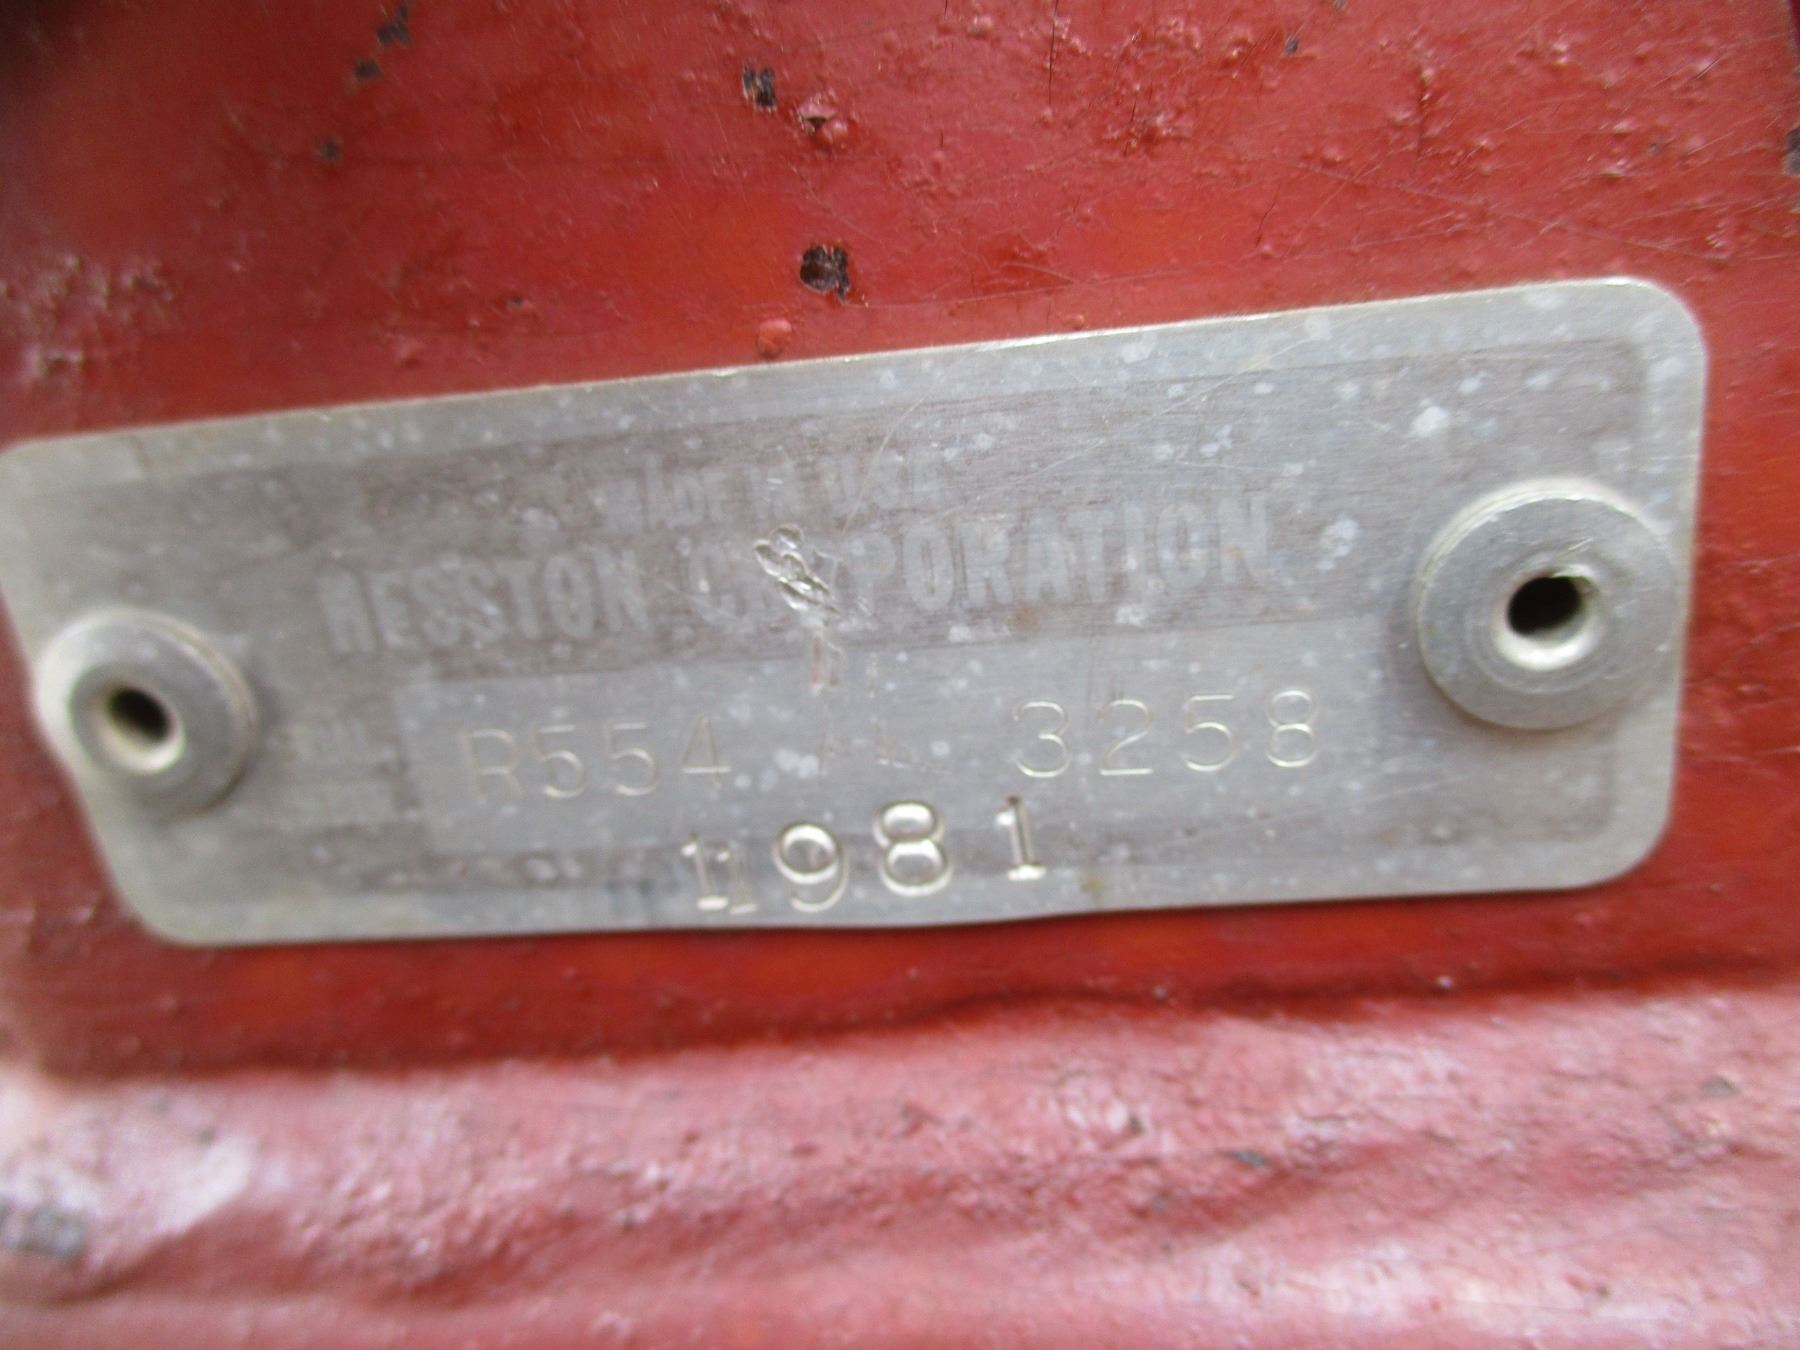 MADE IN U.S.A.
HESSTON CORPORATION
R554 3258
1981